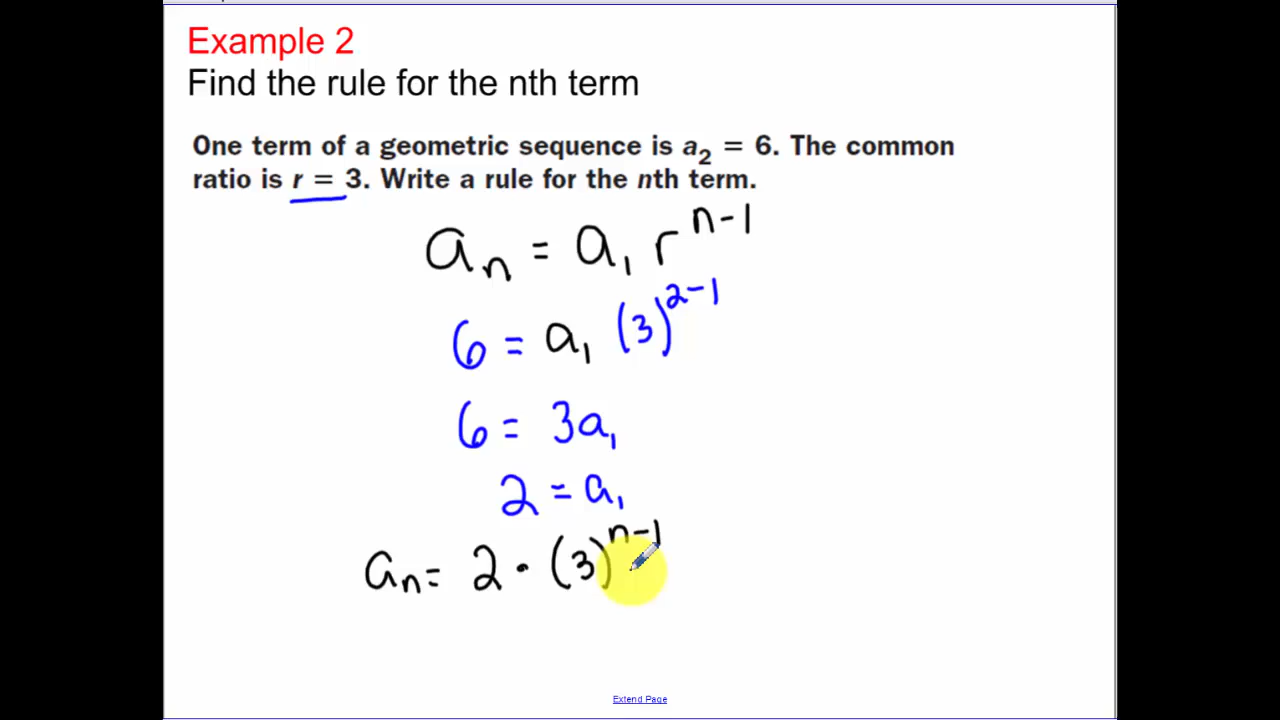 Example 2
Find the rule for the nth term
One term of a geometric sequence is a₂ = 6. The common
ratio is r = 3. Write a rule for the nth term.
aₙ = a₁ rⁿ⁻¹
6 = a₁ (3)²⁻¹
6 = 3a₁
2 = a₁
aₙ = 2 · (3)ⁿ⁻¹
Extend Page